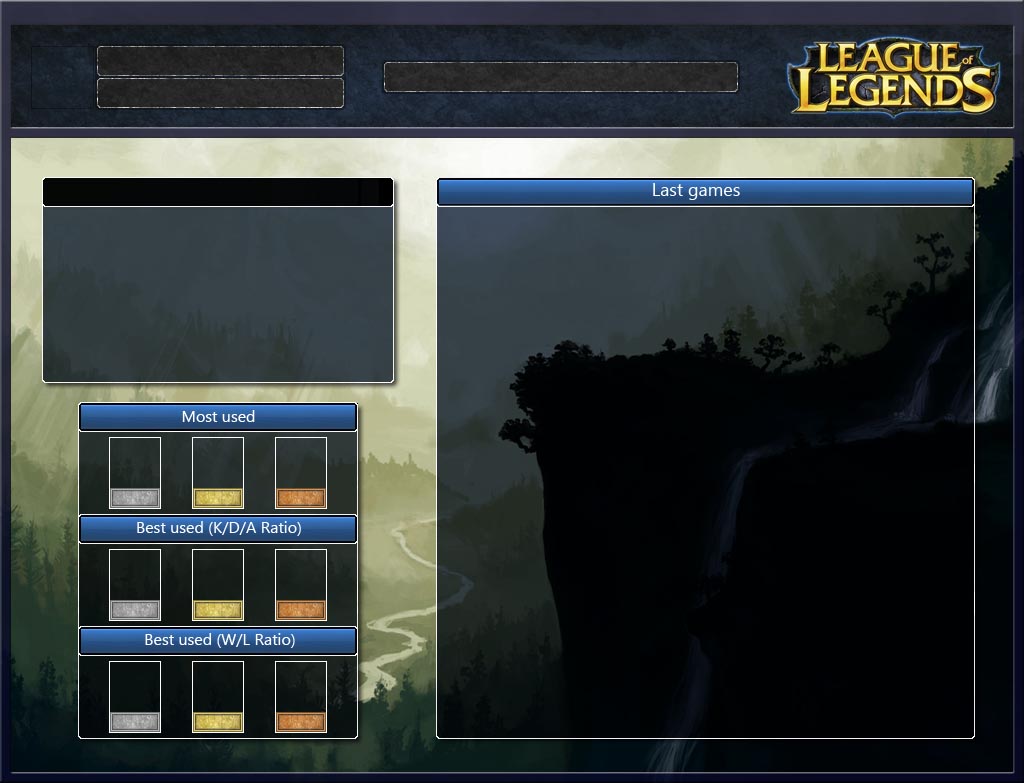 LEAGUE of
LEGENDS
Last games
Most used
Best used (K/D/A Ratio)
Best used (W/L Ratio)